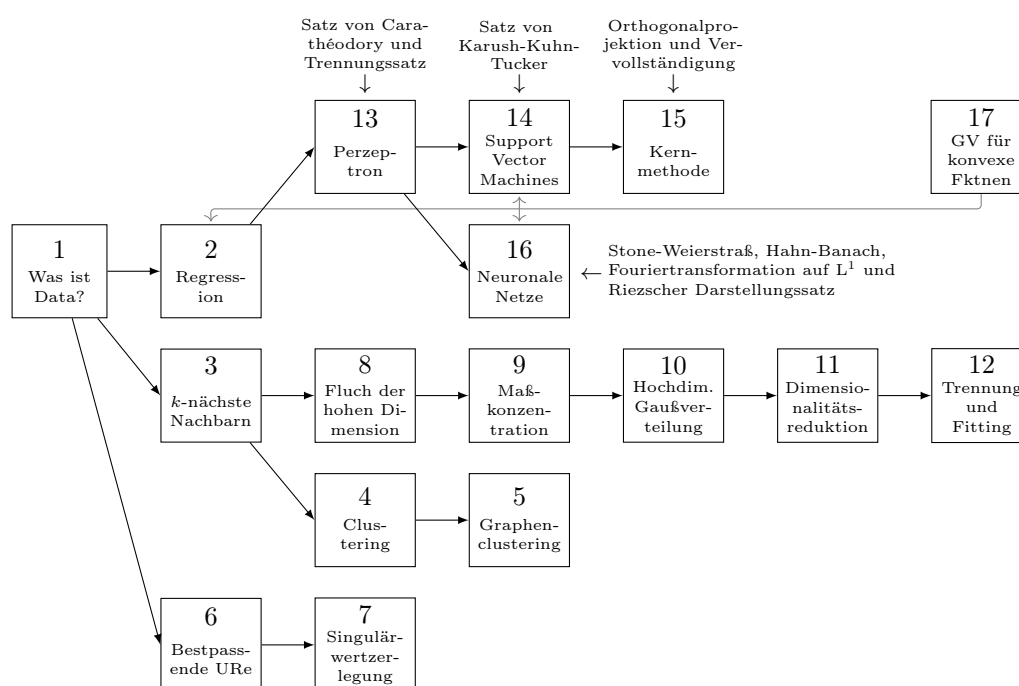 Satz von Cara-
théodory und
Trennungssatz
Satz von
Karush-Kuhn-
Tucker
Orthogonalpro-
jektion und Ver-
vollständigung
13
Perzep-
tron
14
Support
Vector
Machines
15
Kern-
methode
17
GV für
konvexe
Fktnen
1
Was ist
Data?
2
Regress-
ion
16
Neuronale
Netze
Stone-Weierstraß, Hahn-Banach,
Fouriertransformation auf L¹ und
Riezscher Darstellungssatz
3
k-nächste
Nachbarn
8
Fluch der
hohen Di-
mension
9
Maß-
konzen-
tration
10
Hochdim.
Gaußver-
teilung
11
Dimensio-
nalitäts-
reduktion
12
Trennung
und
Fitting
4
Clus-
tering
5
Graphen-
clustering
6
Bestpass-
ende URe
7
Singulär-
wertzer-
legung